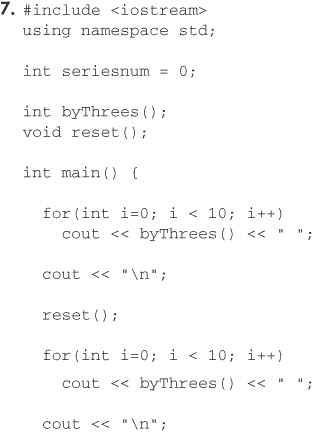 7. #include <iostream>
using namespace std;
int seriesnum = 0;
int byThrees();
void reset();
int main() {
for(int i=0; i < 10; i++)
cout << byThrees() << " ";
cout << "\n";
reset();
for(int i=0; i < 10; i++)
cout << byThrees() << " ";
cout << "\n";